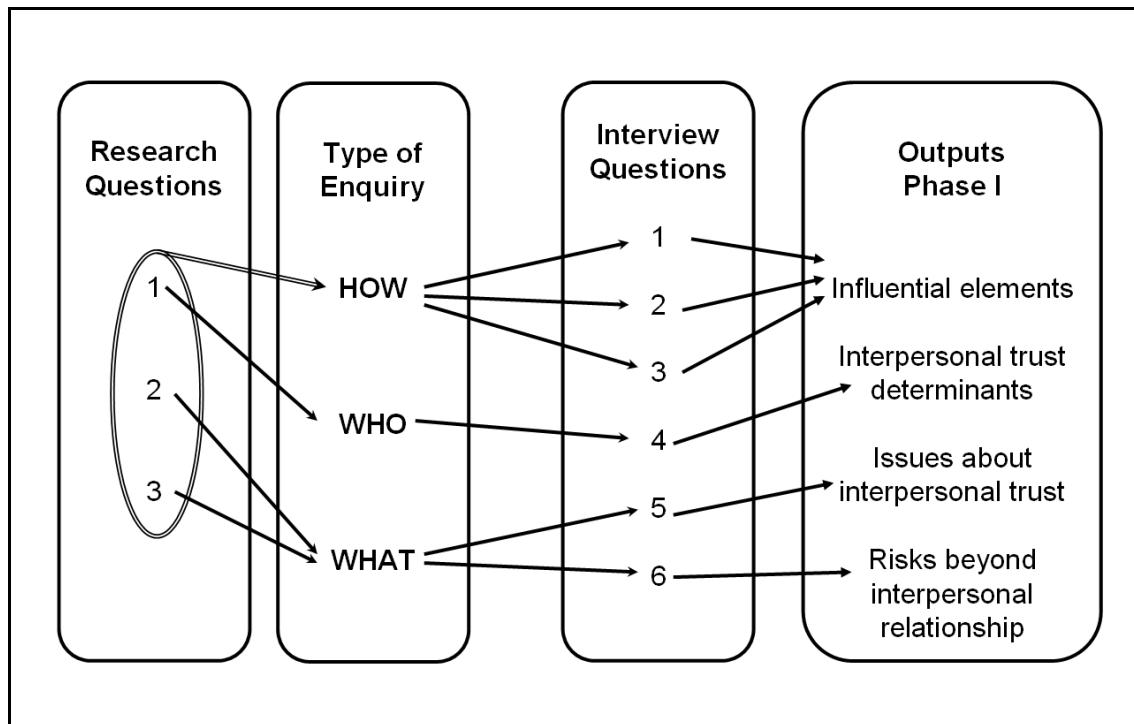 Research
Questions
1
2
3
Type of
Enquiry
HOW
WHO
WHAT
Interview
Questions
1
2
3
4
5
6
Outputs
Phase I
Influential elements
Interpersonal trust
determinants
Issues about
interpersonal trust
Risks beyond
interpersonal
relationship